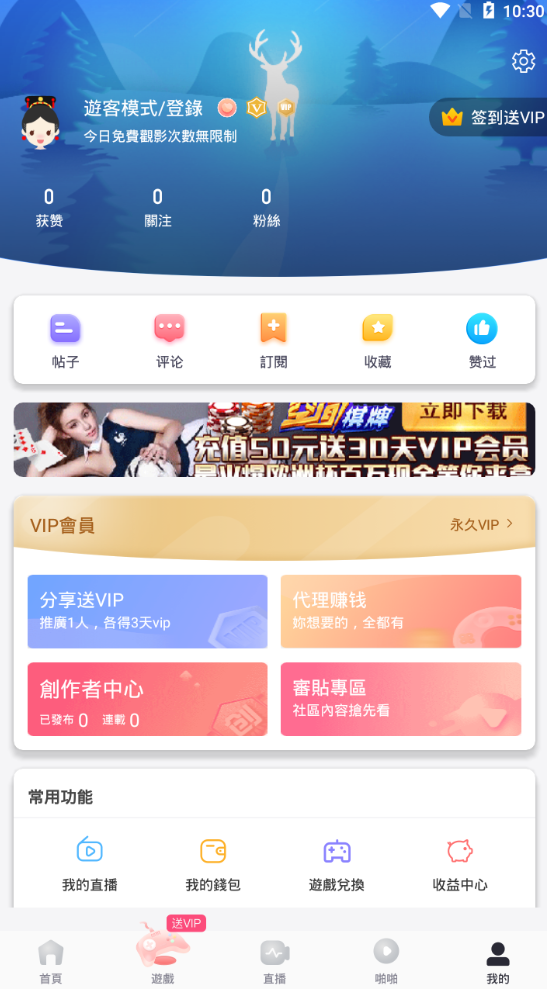 10:30
遊客模式/登錄
V
VIP
今日免費觀影次數無限制
签到送VIP
0
0
0
获赞
關注
粉絲
帖子
评论
訂閱
收藏
赞过
空间棋牌
立即下载
充值50元送30天VIP会员
VIP會員
永久VIP
分享送VIP
推廣1人，各得3天vip
代理赚钱
妳想要的，全都有
創作者中心
已發布 0 連載 0
審貼專區
社區內容搶先看
常用功能
我的直播
我的錢包
遊戲兌換
收益中心
送VIP
首頁
遊戲
直播
啪啪
我的